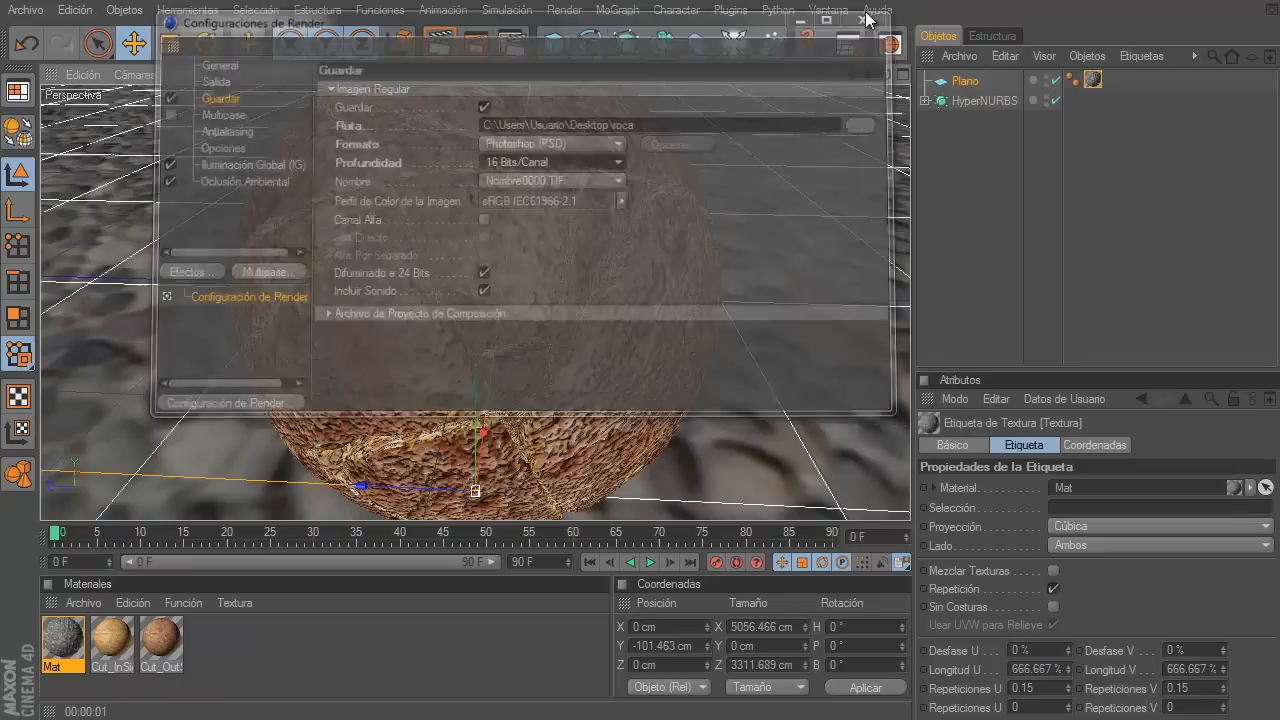 Archivo Edición Objetos Herramientas Selección Estructura Funciones Animación Simulación Render MoGraph Character Plugins Python Ventana Ayuda
Configuraciones de Render
General
Salida
Guardar
Multipase
Antialiasing
Opciones
Iluminación Global (IG)
Oclusión Ambiental
Efectos... Multipase...
Configuración de Render
Configuración de Render...
Guardar
Imagen Regular
Guardar
Ruta... C:\Users\Usuario\Desktop\roca
Formato Photoshop (PSD) Opciones...
Profundidad 16 Bits/Canal
Nombre Nombre0000.TIF
Perfil de Color de la Imagen sRGB IEC61966-2.1
Canal Alfa
Alfa Directo
Alfa Por Separado
Difuminado a 24 Bits
Incluir Sonido
Archivo de Proyecto de Composición
Edición Cámaras
Perspectiva
Y
Z
0 5 10 15 20 25 30 35 40 45 50 55 60 65 70 75 80 85 90 0 F
0 F 0 F 90 F 90 F
Materiales
Archivo Edición Función Textura
Mat
Cut_InSi
Cut_OutS
Coordenadas
Posición Tamaño Rotación
X 0 cm X 5056.466 cm H 0 °
Y -101.463 cm Y 0 cm P 0 °
Z 0 cm Z 3311.689 cm B 0 °
Objeto (Rel) Tamaño Aplicar
00:00:01
MAXON
CINEMA 4D
Objetos Estructura
Archivo Editar Visor Objetos Etiquetas
Plano
HyperNURBS
Atributos
Modo Editar Datos de Usuario
Etiqueta de Textura [Textura]
Básico Etiqueta Coordenadas
Propiedades de la Etiqueta
Material Mat
Selección
Proyección Cúbica
Lado Ambos
Mezclar Texturas
Repetición
Sin Costuras
Usar UVW para Relieve
Desfase U 0 % Desfase V 0 %
Longitud U 666.667 % Longitud V 666.667 %
Repeticiones U 0.15 Repeticiones V 0.15
Repeticiones U 0 Repeticiones V 0